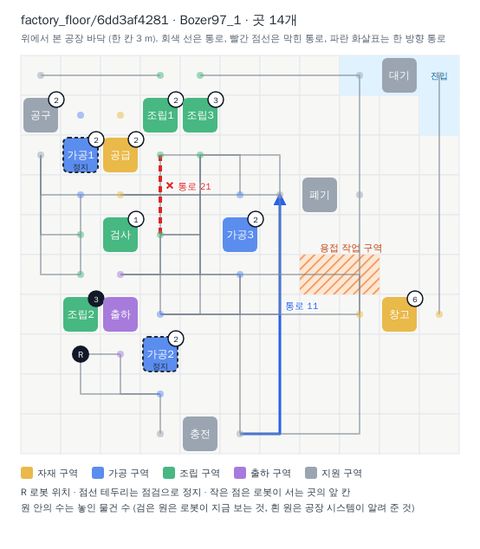 factory_floor/6dd3af4281 · Bozer97_1 · 곳 14개
위에서 본 공장 바닥 (한 칸 3 m). 회색 선은 통로, 빨간 점선은 막힌 통로, 파란 화살표는 한 방향 통로
대기
진입
2
2
3
공구
조립1
조립3
2
2
가공1
공급
정지
✖ 통로 21
폐기
1
2
검사
가공3
용접 작업 구역
3
6
조립2
출하
통로 11
창고
2
R
가공2
정지
충전
자재 구역
가공 구역
조립 구역
출하 구역
지원 구역
R 로봇 위치 · 점선 테두리는 점검으로 정지 · 작은 점은 로봇이 서는 곳의 앞 칸
원 안의 수는 놓인 물건 수 (검은 원은 로봇이 지금 보는 것, 흰 원은 공장 시스템이 알려 준 것)